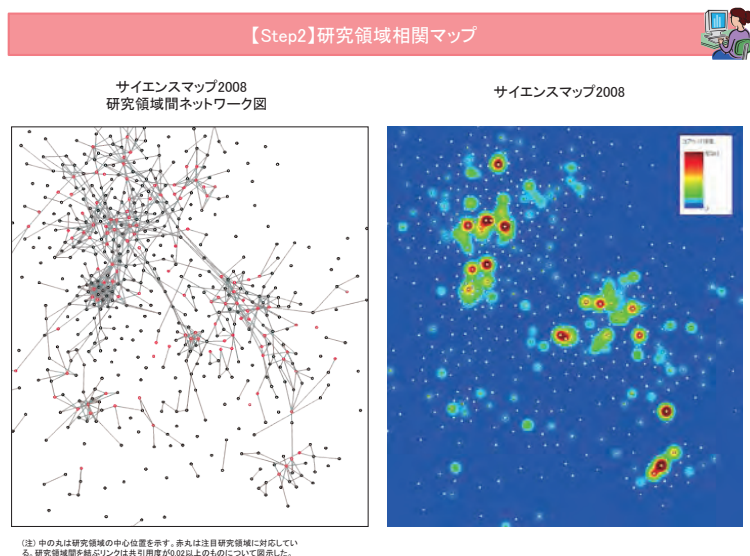 【Step2】研究領域相関マップ
サイエンスマップ2008
研究領域間ネットワーク図
サイエンスマップ2008
(注) 中の丸は研究領域の中心位置を示す。赤丸は注目研究領域に対応してい
る。研究領域間を結ぶリンクは共引用度が0.02以上のものについて図示した。